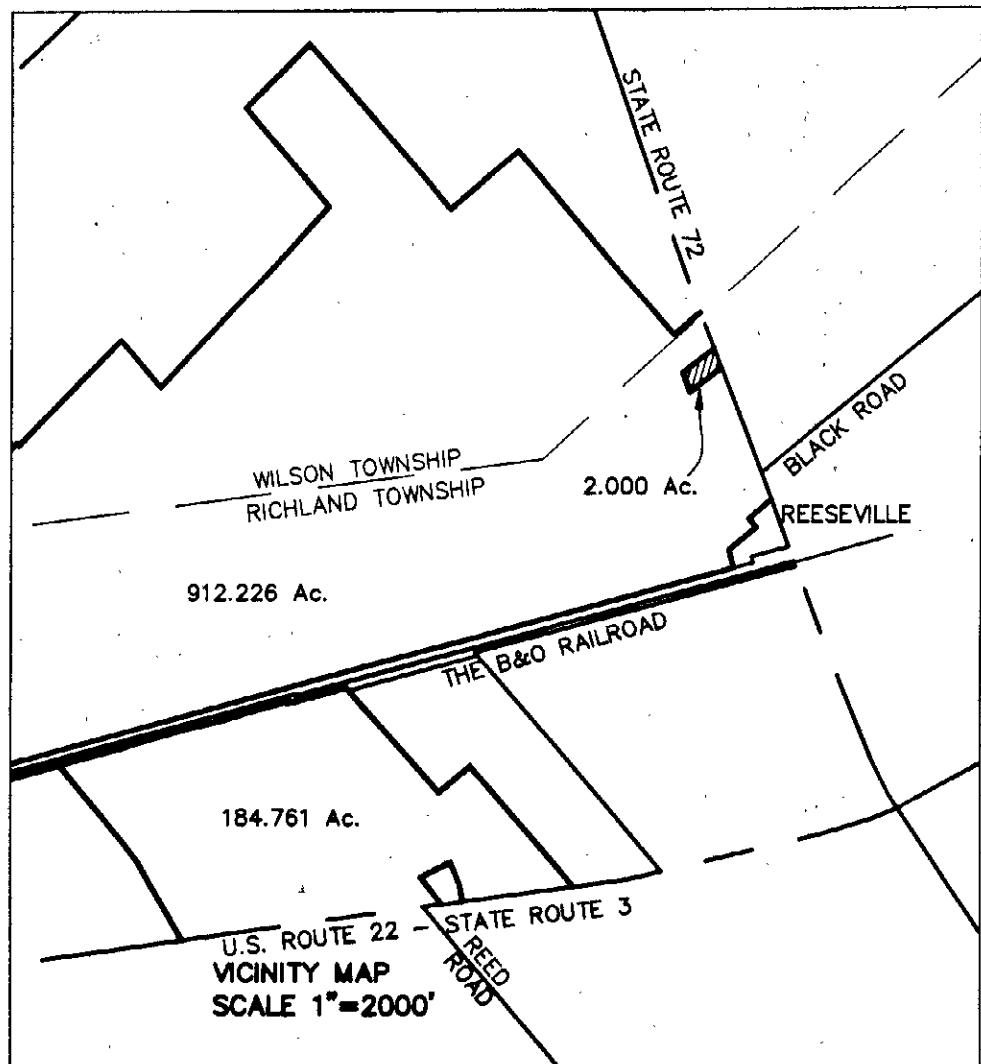 STATE ROUTE 72
BLACK ROAD
WILSON TOWNSHIP
RICHLAND TOWNSHIP
2.000 Ac.
REESEVILLE
912.226 Ac.
THE B&O RAILROAD
184.761 Ac.
U.S. ROUTE 22 - STATE ROUTE 3
REED
ROAD
VICINITY MAP
SCALE 1"=2000'